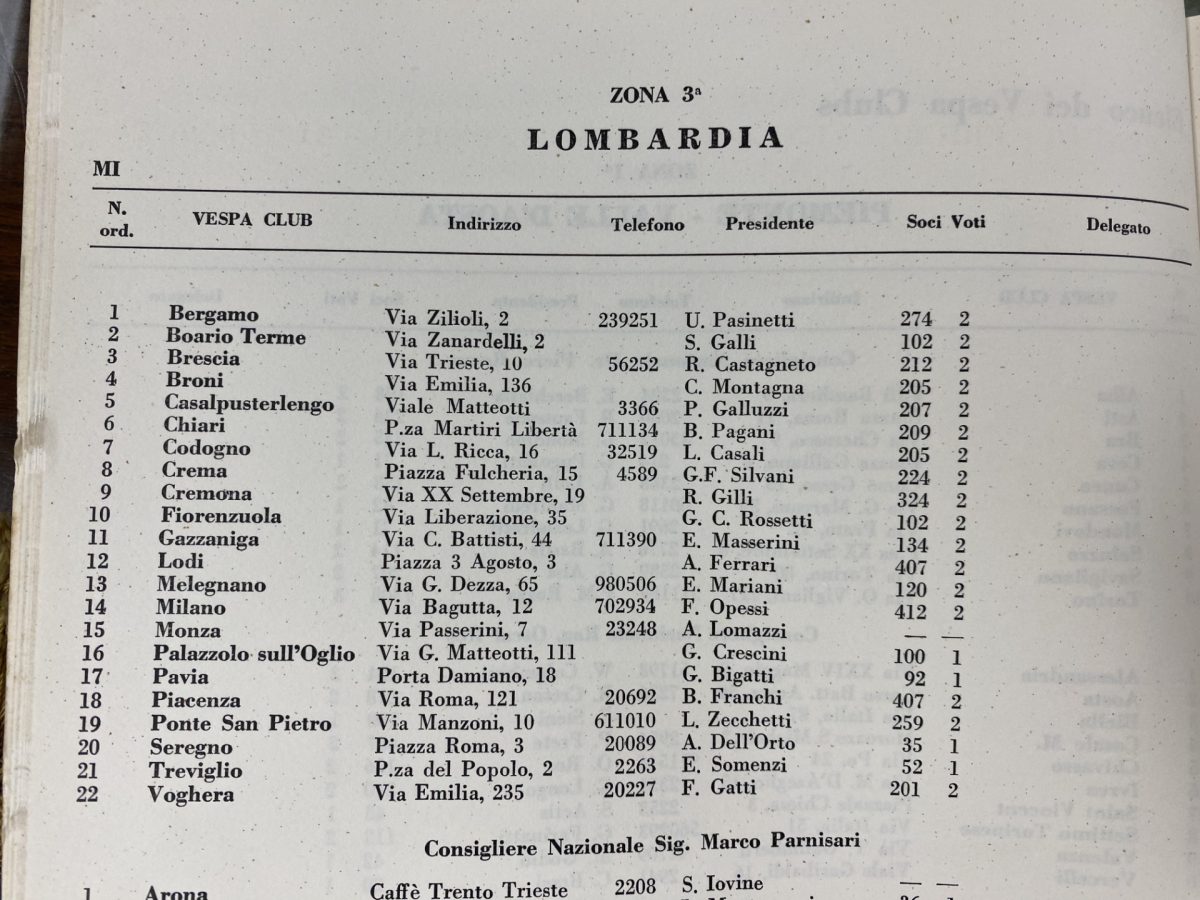 ZONA 3ª
LOMBARDIA
MI
N. ord. VESPA CLUB Indirizzo Telefono Presidente Soci Voti Delegato
1 Bergamo Via Zilioli, 2 239251 U. Pasinetti 274 2
2 Boario Terme Via Zanardelli, 2 S. Galli 102 2
3 Brescia Via Trieste, 10 56252 R. Castagneto 212 2
4 Broni Via Emilia, 136 C. Montagna 205 2
5 Casalpusterlengo Viale Matteotti 3366 P. Galluzzi 207 2
6 Chiari P.za Martiri Libertà 711134 B. Pagani 209 2
7 Codogno Via L. Ricca, 16 32519 L. Casali 205 2
8 Crema Piazza Fulcheria, 15 4589 G.F. Silvani 224 2
9 Cremona Via XX Settembre, 19 R. Gilli 324 2
10 Fiorenzuola Via Liberazione, 35 G. C. Rossetti 102 2
11 Gazzaniga Via C. Battisti, 44 711390 E. Masserini 134 2
12 Lodi Piazza 3 Agosto, 3 A. Ferrari 407 2
13 Melegnano Via G. Dezza, 65 980506 E. Mariani 120 2
14 Milano Via Bagutta, 12 702934 F. Opessi 412 2
15 Monza Via Passerini, 7 23248 A. Lomazzi — —
16 Palazzolo sull'Oglio Via G. Matteotti, 111 G. Crescini 100 1
17 Pavia Porta Damiano, 18 G. Bigatti 92 1
18 Piacenza Via Roma, 121 20692 B. Franchi 407 2
19 Ponte San Pietro Via Manzoni, 10 611010 L. Zecchetti 259 2
20 Seregno Piazza Roma, 3 20089 A. Dell'Orto 35 1
21 Treviglio P.za del Popolo, 2 2263 E. Somenzi 52 1
22 Voghera Via Emilia, 235 20227 F. Gatti 201 2
Consigliere Nazionale Sig. Marco Parnisari
1 Arona Caffè Trento Trieste 2208 S. Iovine — —